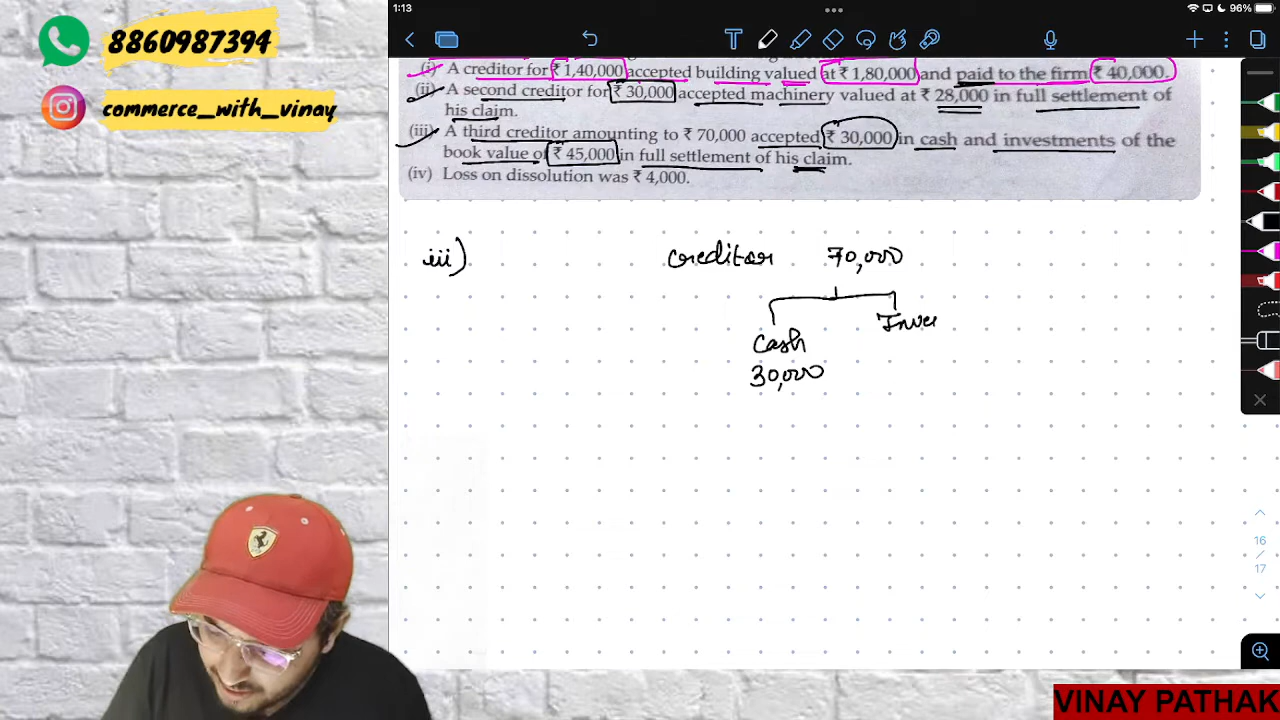 1:13
96%
8860987394
commerce_with_vinay
(i) A creditor for ₹ 1,40,000 accepted building valued at ₹ 1,80,000 and paid to the firm ₹ 40,000.
(ii) A second creditor for ₹ 30,000 accepted machinery valued at ₹ 28,000 in full settlement of
his claim.
(iii) A third creditor amounting to ₹ 70,000 accepted ₹ 30,000 in cash and investments of the
book value of ₹ 45,000 in full settlement of his claim.
(iv) Loss on dissolution was ₹ 4,000.
iii) Creditor 70,000
Cash Inve
30,000
16
/
17
VINAY PATHAK